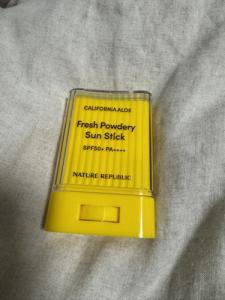 CALIFORNIA ALOE
Fresh Powdery
Sun Stick
SPF50+ PA++++
NATURE REPUBLIC